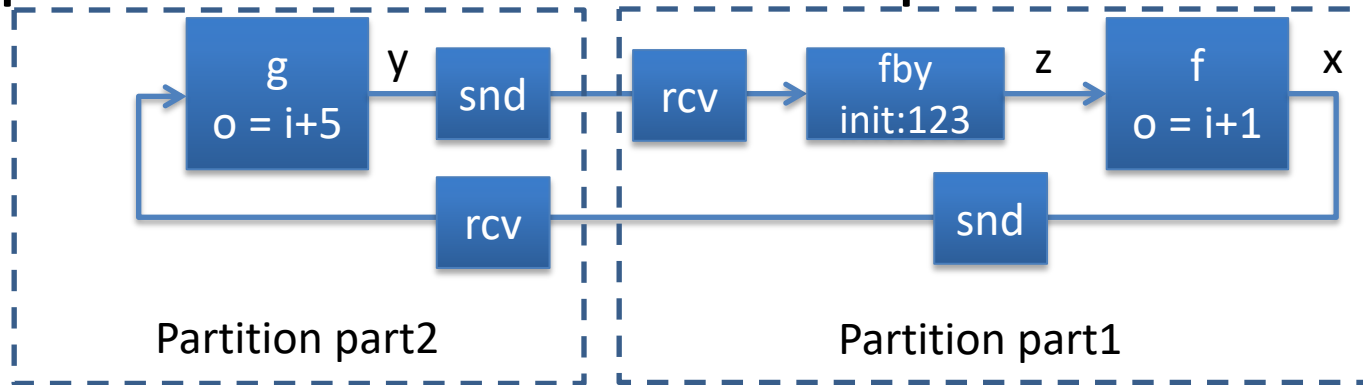 g
o = i+5
y
snd
rcv
fby
init:123
z
f
o = i+1
x
rcv
snd
Partition part2
Partition part1